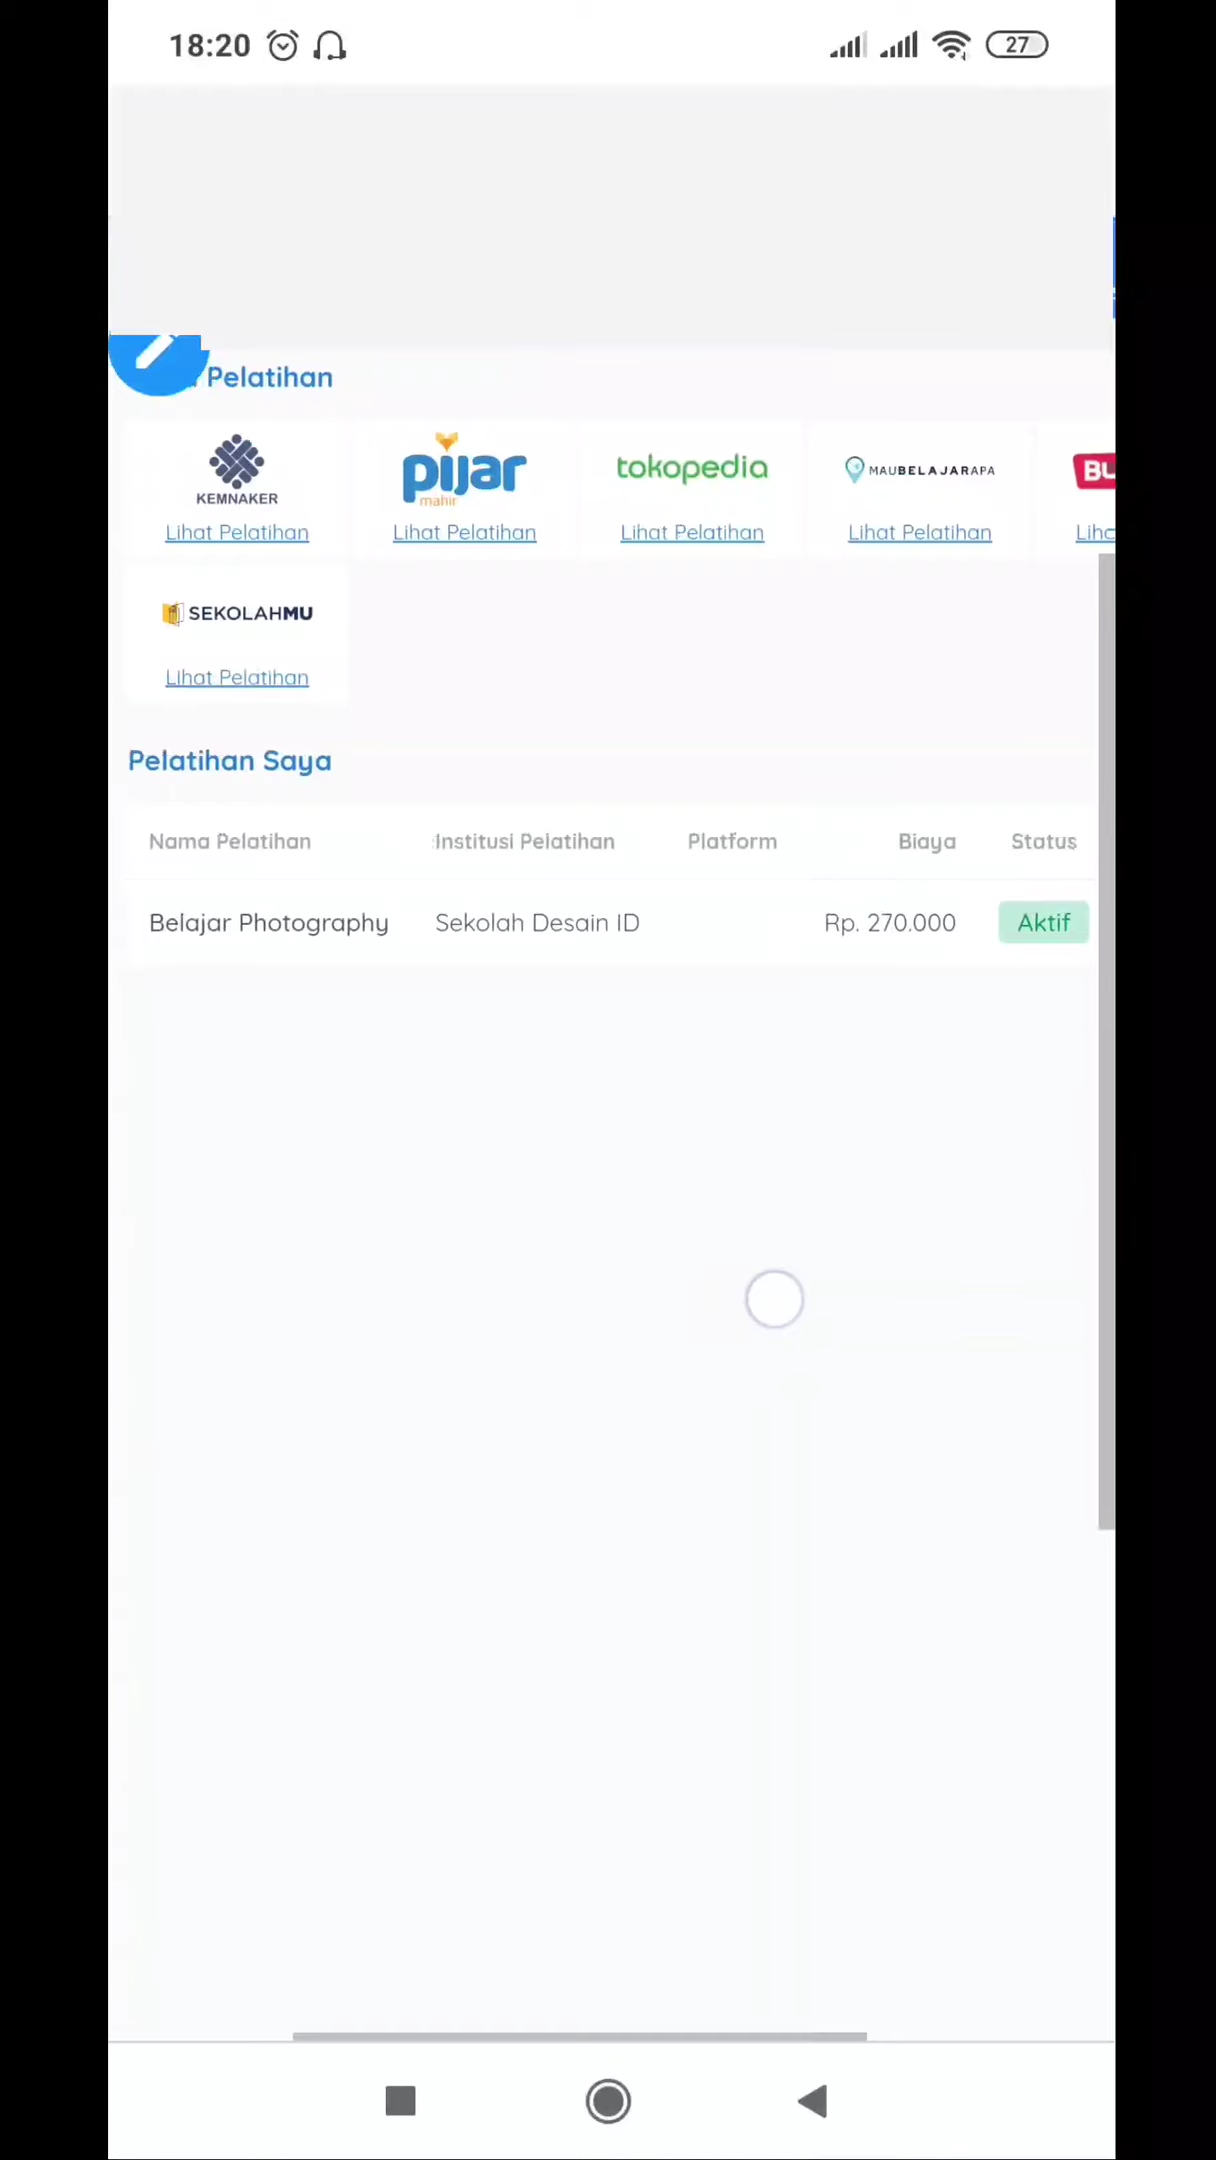 18:20
27
Pelatihan
KEMNAKER
pijar
mahir
tokopedia
MAUBELAJARAPA
BU
Lihat Pelatihan
Lihat Pelatihan
Lihat Pelatihan
Lihat Pelatihan
SEKOLAHMU
Lihat Pelatihan
Pelatihan Saya
Nama Pelatihan Institusi Pelatihan Platform Biaya Status
Belajar Photography Sekolah Desain ID Rp. 270.000 Aktif